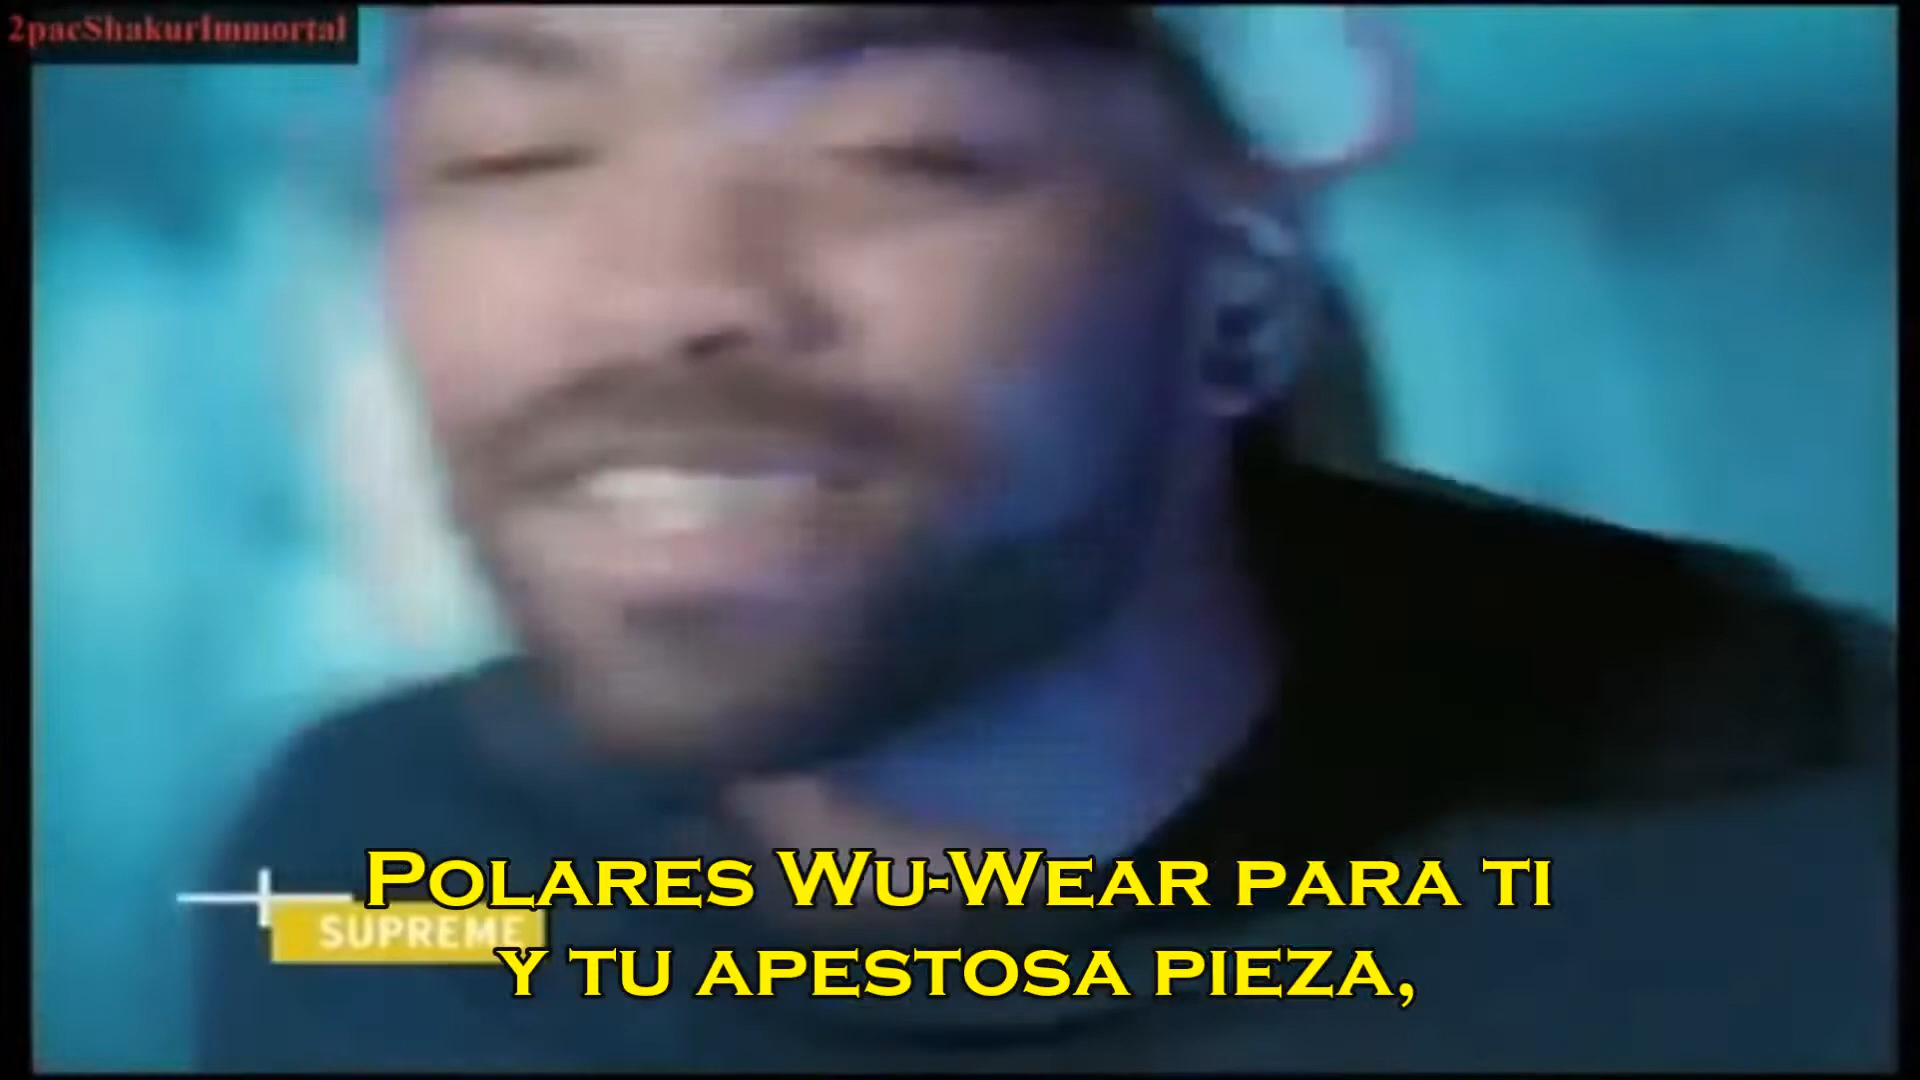 2pacShakurImmortal
POLARES WU-WEAR PARA TI
SUPREME
Y TU APESTOSA PIEZA,